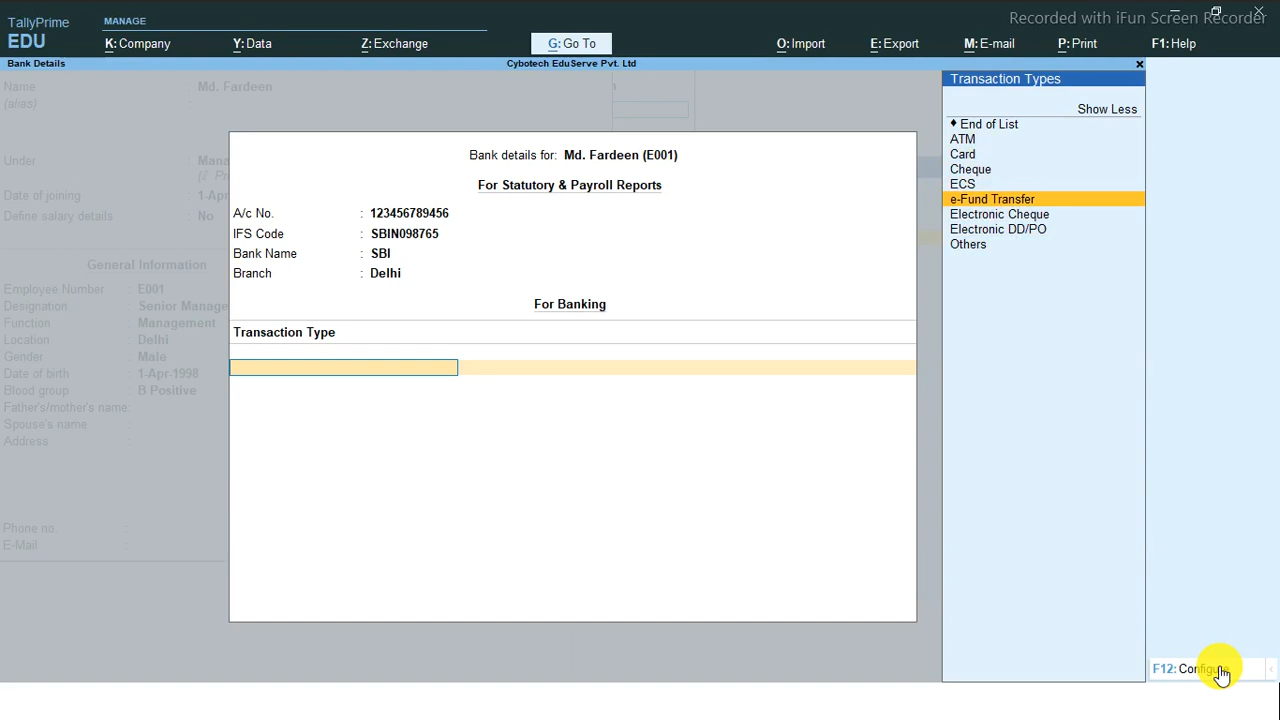 Recorded with iFun Screen Recorder
TallyPrime
EDU
MANAGE
K: Company
Y: Data
Z: Exchange
G: Go To
O: Import
E: Export
M: E-mail
P: Print
F1: Help
Bank Details
Cybotech EduServe Pvt. Ltd
Name : Md. Fardeen
(alias) :
Under : Mana
Date of joining : 1-Apr
Define salary details : No
General Information
Employee Number : E001
Designation : Senior Manage
Function : Management
Location : Delhi
Gender : Male
Date of birth : 1-Apr-1998
Blood group : B Positive
Father's/mother's name:
Spouse's name :
Address :
Phone no. :
E-Mail :
Bank details for: Md. Fardeen (E001)
For Statutory & Payroll Reports
A/c No. : 123456789456
IFS Code : SBIN098765
Bank Name : SBI
Branch : Delhi
For Banking
Transaction Type
Transaction Types
Show Less
♦ End of List
ATM
Card
Cheque
ECS
e-Fund Transfer
Electronic Cheque
Electronic DD/PO
Others
F12: Configure